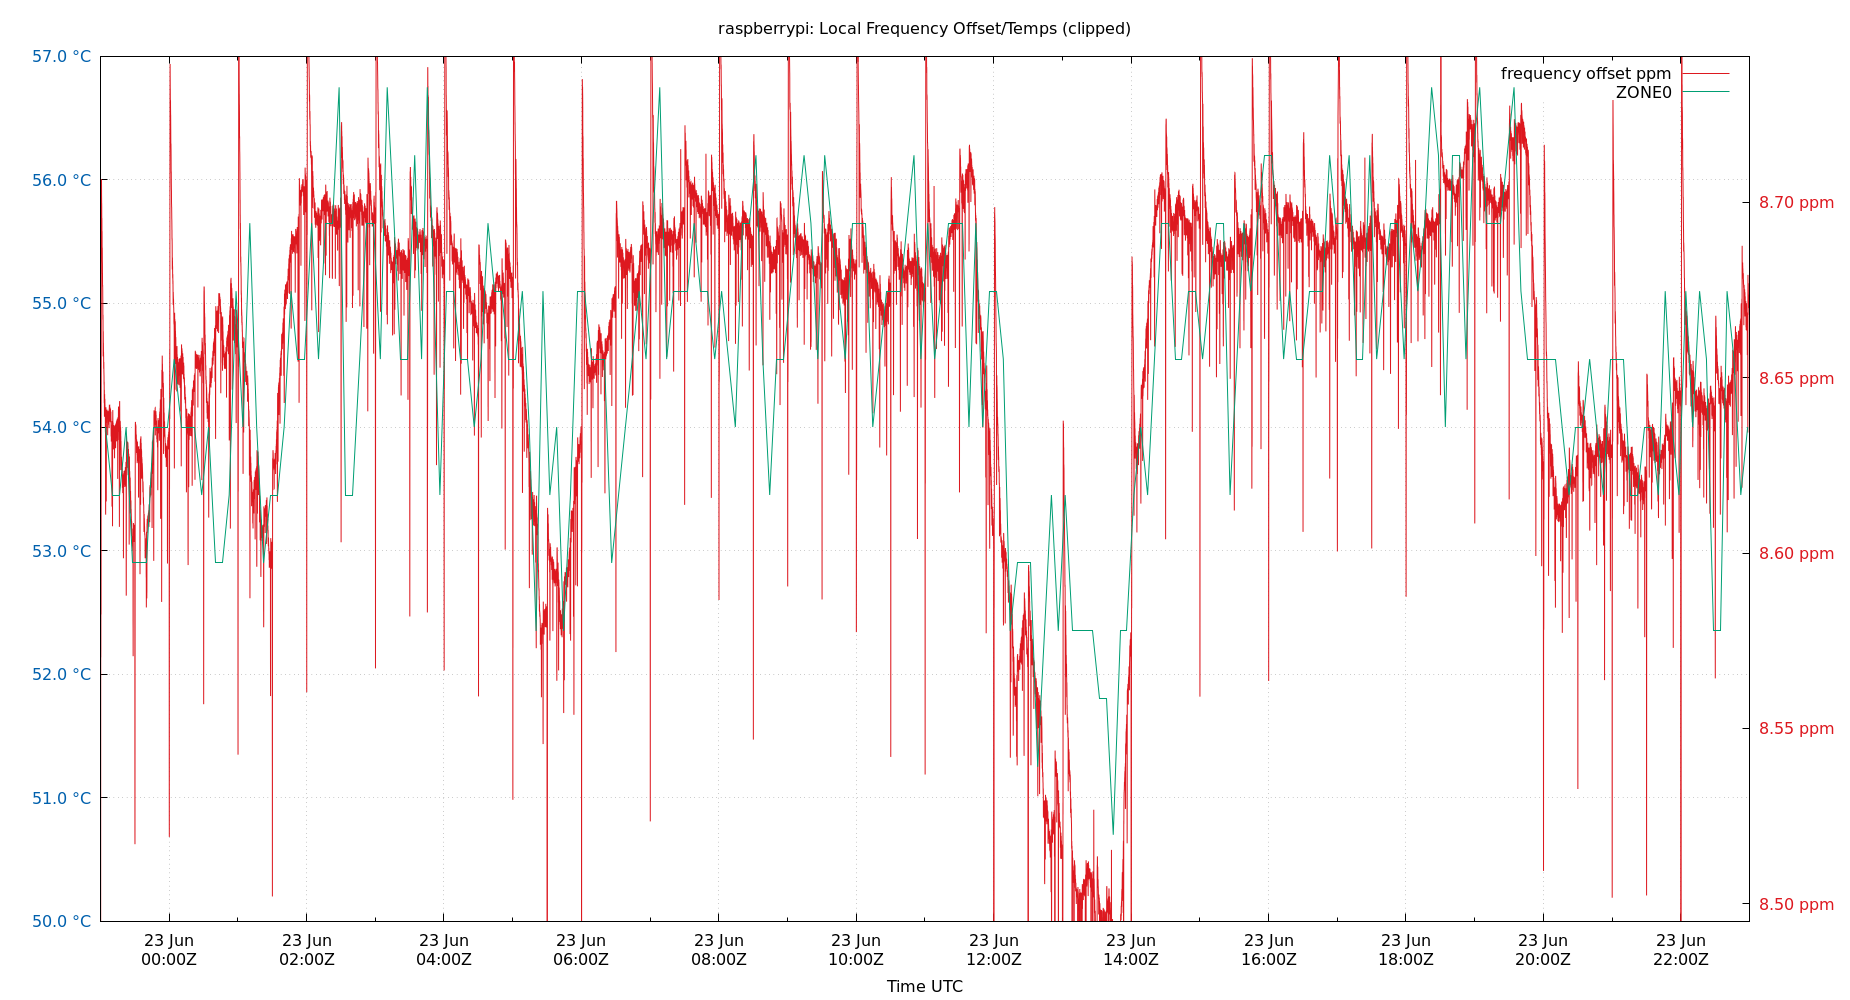 raspberrypi: Local Frequency Offset/Temps (clipped)
frequency offset ppm
ZONE0
57.0 °C
56.0 °C
55.0 °C
54.0 °C
53.0 °C
52.0 °C
51.0 °C
50.0 °C
8.70 ppm
8.65 ppm
8.60 ppm
8.55 ppm
8.50 ppm
23 Jun 00:00Z
23 Jun 02:00Z
23 Jun 04:00Z
23 Jun 06:00Z
23 Jun 08:00Z
23 Jun 10:00Z
23 Jun 12:00Z
23 Jun 14:00Z
23 Jun 16:00Z
23 Jun 18:00Z
23 Jun 20:00Z
23 Jun 22:00Z
Time UTC